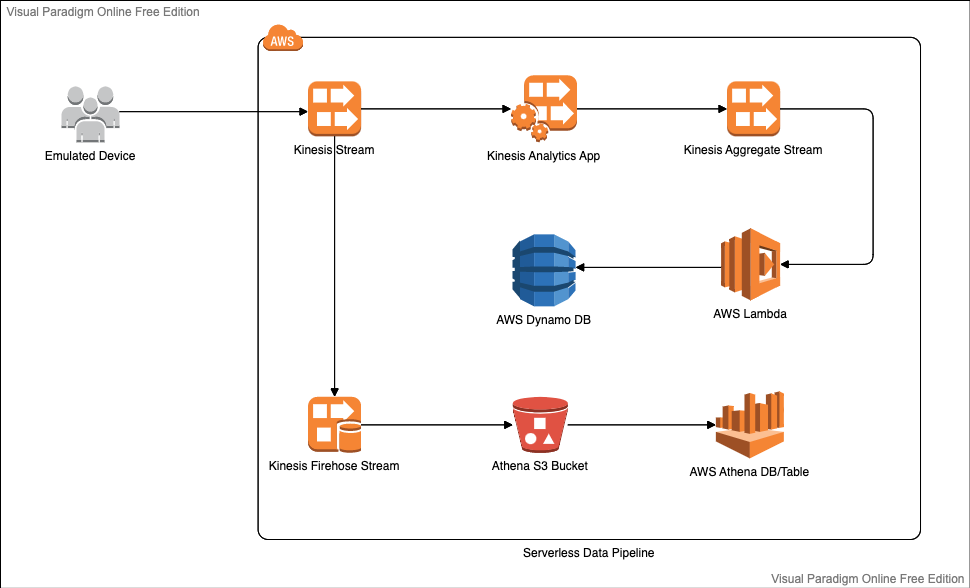 Visual Paradigm Online Free Edition
AWS
Emulated Device
Kinesis Stream
Kinesis Analytics App
Kinesis Aggregate Stream
AWS Dynamo DB
AWS Lambda
Kinesis Firehose Stream
Athena S3 Bucket
AWS Athena DB/Table
Serverless Data Pipeline
Visual Paradigm Online Free Edition